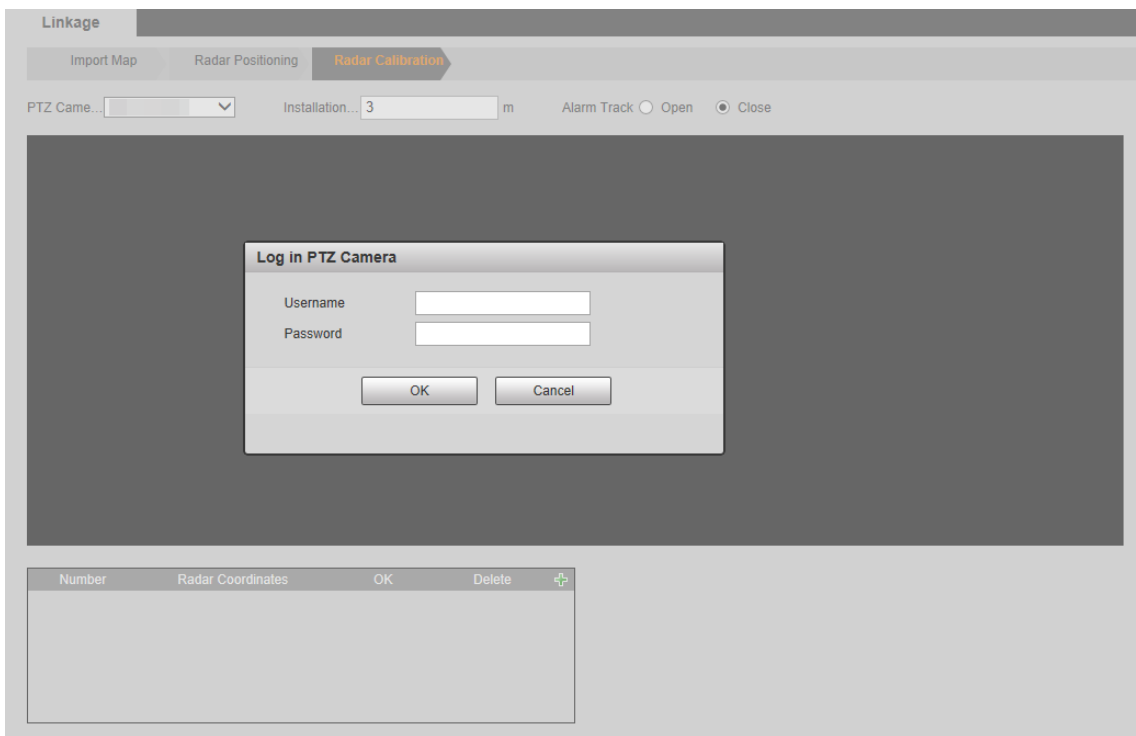 Linkage
Import Map Radar Positioning Radar Calibration
PTZ Came... Installation... 3 m Alarm Track Open Close
Log in PTZ Camera
Username
Password
OK Cancel
Number Radar Coordinates OK Delete